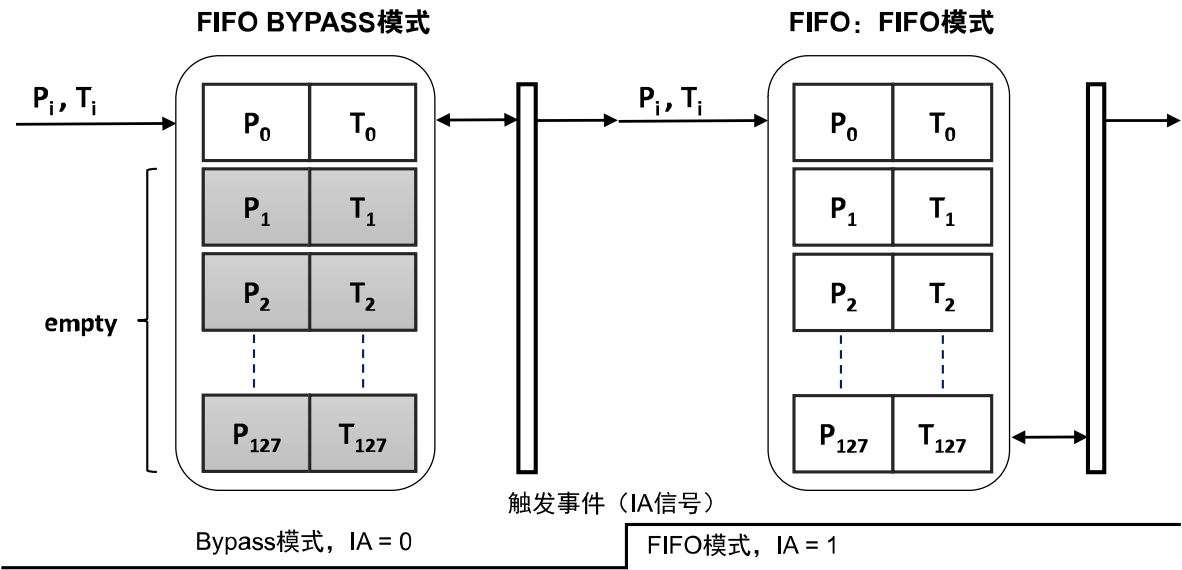 FIFO BYPASS模式
FIFO：FIFO模式
Pi, Ti
Pi, Ti
P0 T0
P0 T0
P1 T1
P1 T1
P2 T2
P2 T2
empty
P127 T127
P127 T127
触发事件（IA信号）
Bypass模式，IA = 0
FIFO模式，IA = 1